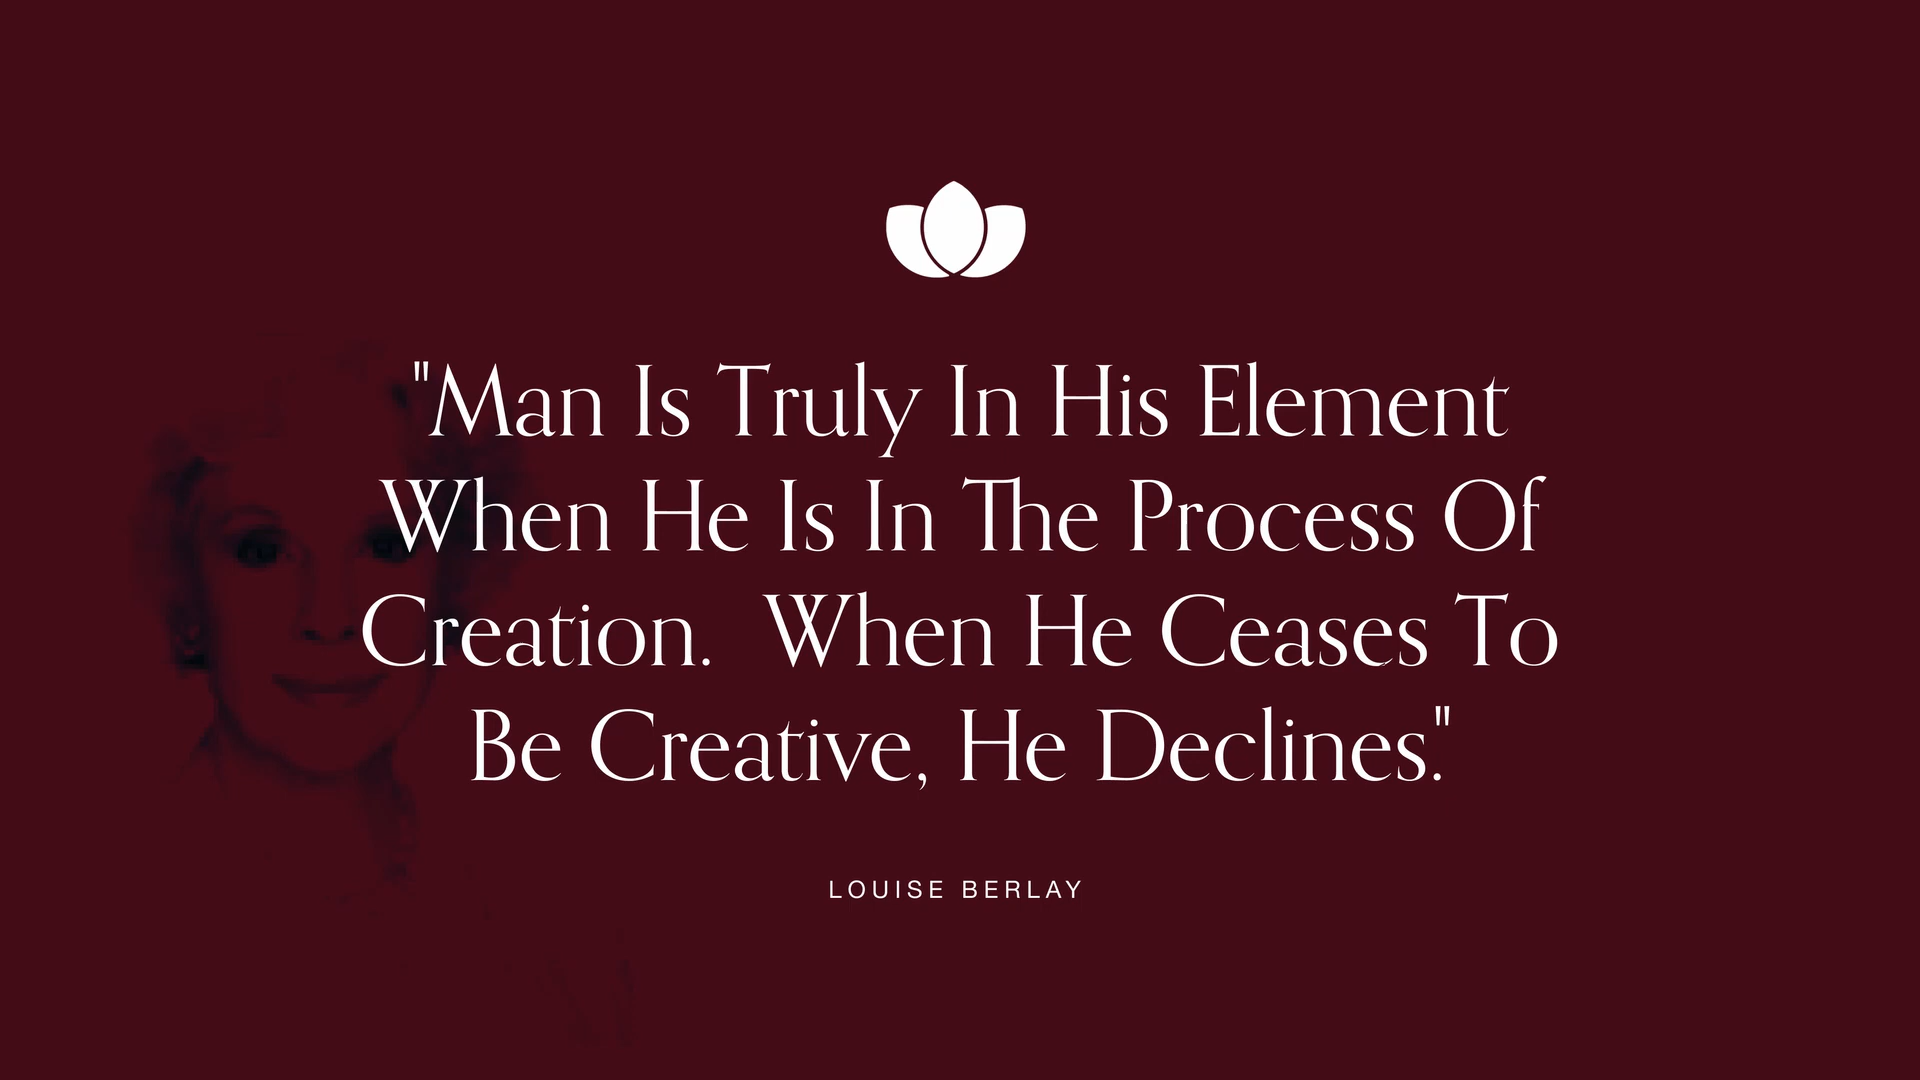 "Man Is Truly In His Element
When He Is In The Process Of
Creation.  When He Ceases To
Be Creative, He Declines."
LOUISE BERLAY